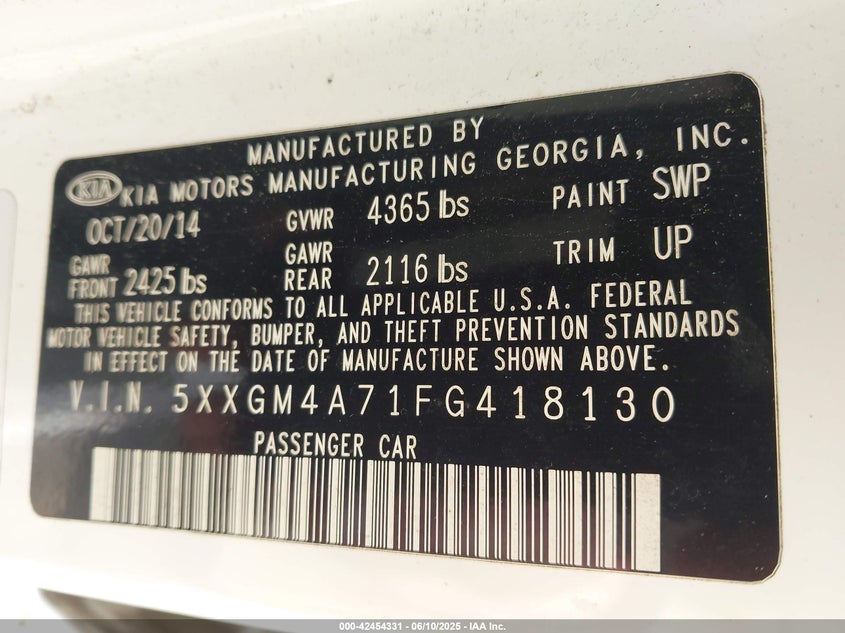 MANUFACTURED BY
KIA KIA MOTORS MANUFACTURING GEORGIA, INC.
OCT/20/14 GVWR 4365 lbs PAINT SWP
GAWR FRONT 2425 lbs GAWR REAR 2116 lbs TRIM UP
THIS VEHICLE CONFORMS TO ALL APPLICABLE U.S.A. FEDERAL
MOTOR VEHICLE SAFETY, BUMPER, AND THEFT PREVENTION STANDARDS
IN EFFECT ON THE DATE OF MANUFACTURE SHOWN ABOVE.
V.I.N. 5XXGM4A71FG418130
PASSENGER CAR
000-42454331 - 06/10/2025 - IAA Inc.